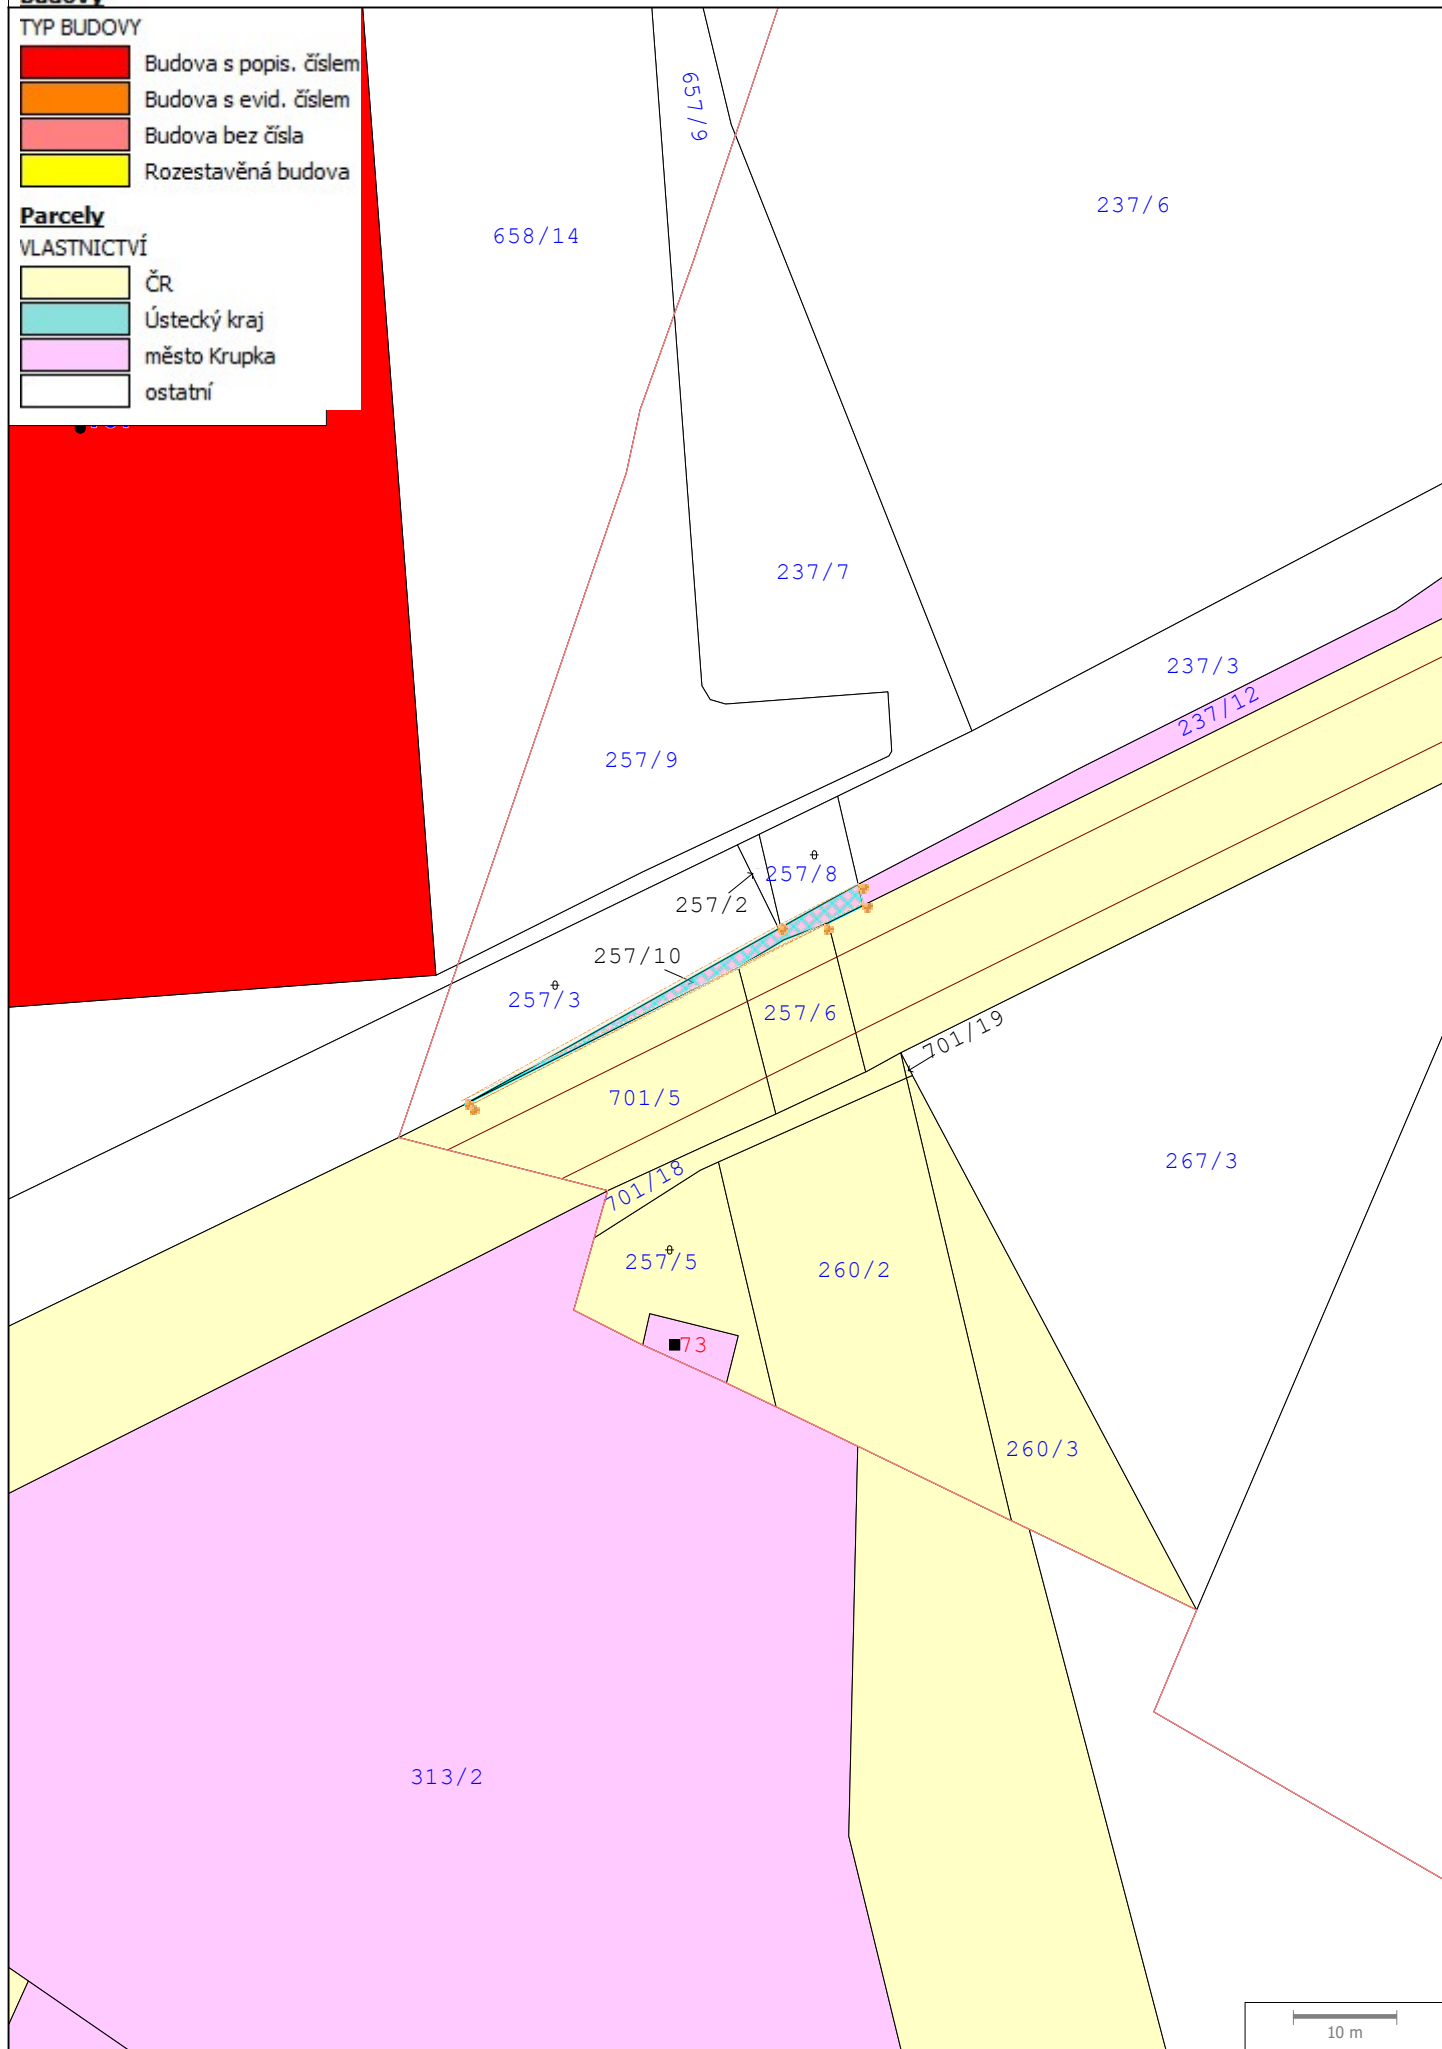 Budovy
TYP BUDOVY
Budova s popis. číslem
Budova s evid. číslem
Budova bez čísla
Rozestavěná budova
Parcely
VLASTNICTVÍ
ČR
Ústecký kraj
město Krupka
ostatní
657/9
237/6
658/14
237/7
237/3
237/12
257/9
257/8
257/2
257/10
257/3
257/6
701/19
701/5
267/3
701/18
257/5
260/2
73
260/3
313/2
10 m